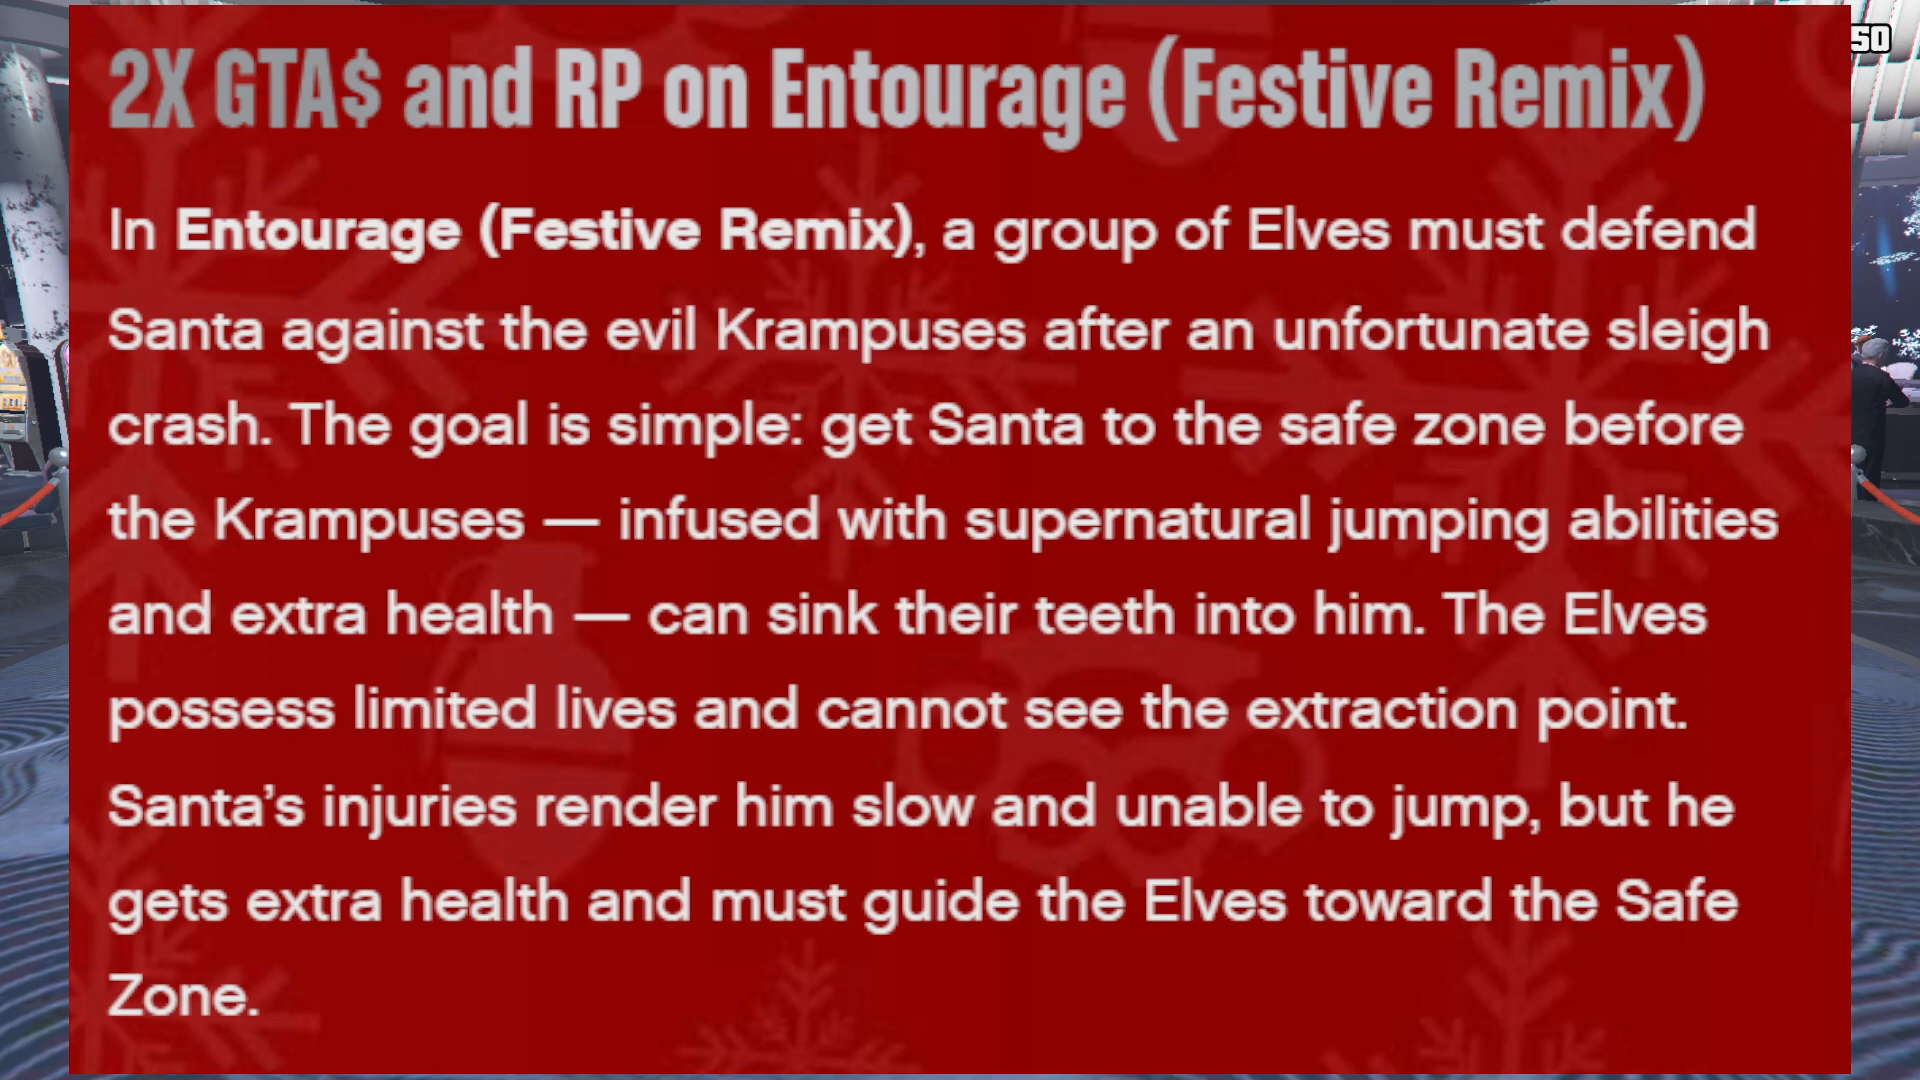 2X GTA$ and RP on Entourage (Festive Remix)
50
In Entourage (Festive Remix), a group of Elves must defend
Santa against the evil Krampuses after an unfortunate sleigh
crash. The goal is simple: get Santa to the safe zone before
the Krampuses — infused with supernatural jumping abilities
and extra health — can sink their teeth into him. The Elves
possess limited lives and cannot see the extraction point.
Santa’s injuries render him slow and unable to jump, but he
gets extra health and must guide the Elves toward the Safe
Zone.